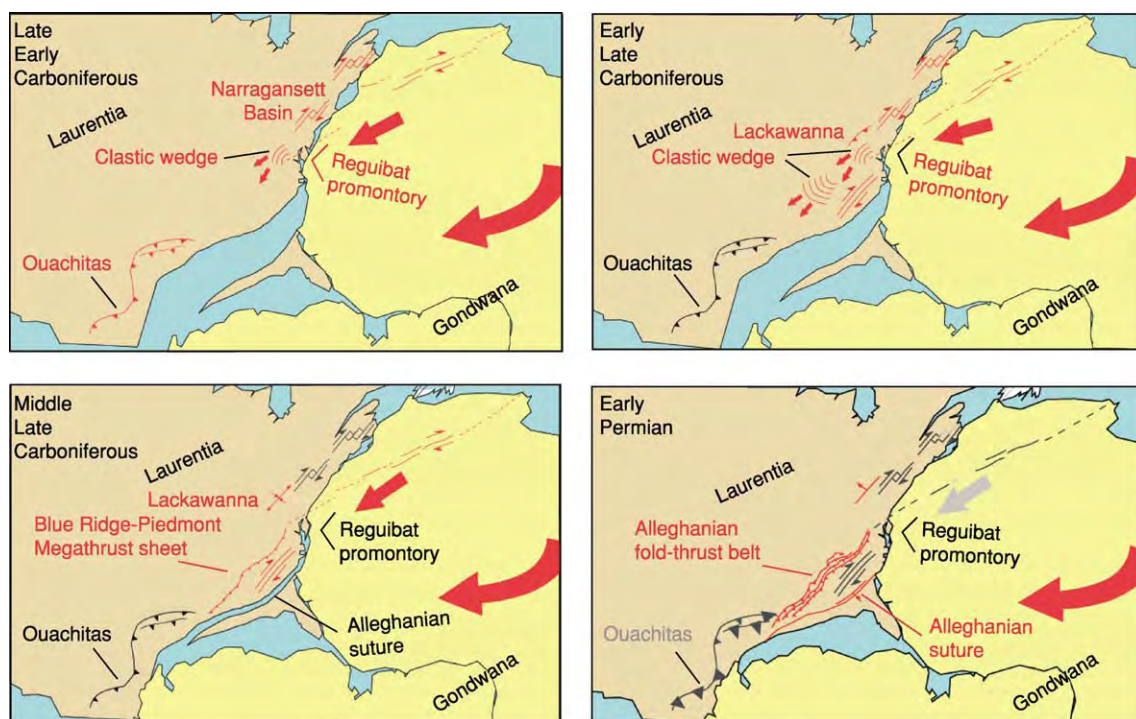 Late
Early
Carboniferous
Laurentia
Narragansett
Basin
Clastic wedge
Reguibat
promontory
Ouachitas
Gondwana
Early
Late
Carboniferous
Laurentia
Lackawanna
Clastic wedge
Reguibat
promontory
Ouachitas
Gondwana
Middle
Late
Carboniferous
Laurentia
Lackawanna
Blue Ridge-Piedmont
Megathrust sheet
Reguibat
promontory
Ouachitas
Alleghanian
suture
Gondwana
Early
Permian
Laurentia
Alleghanian
fold-thrust belt
Reguibat
promontory
Ouachitas
Alleghanian
suture
Gondwana